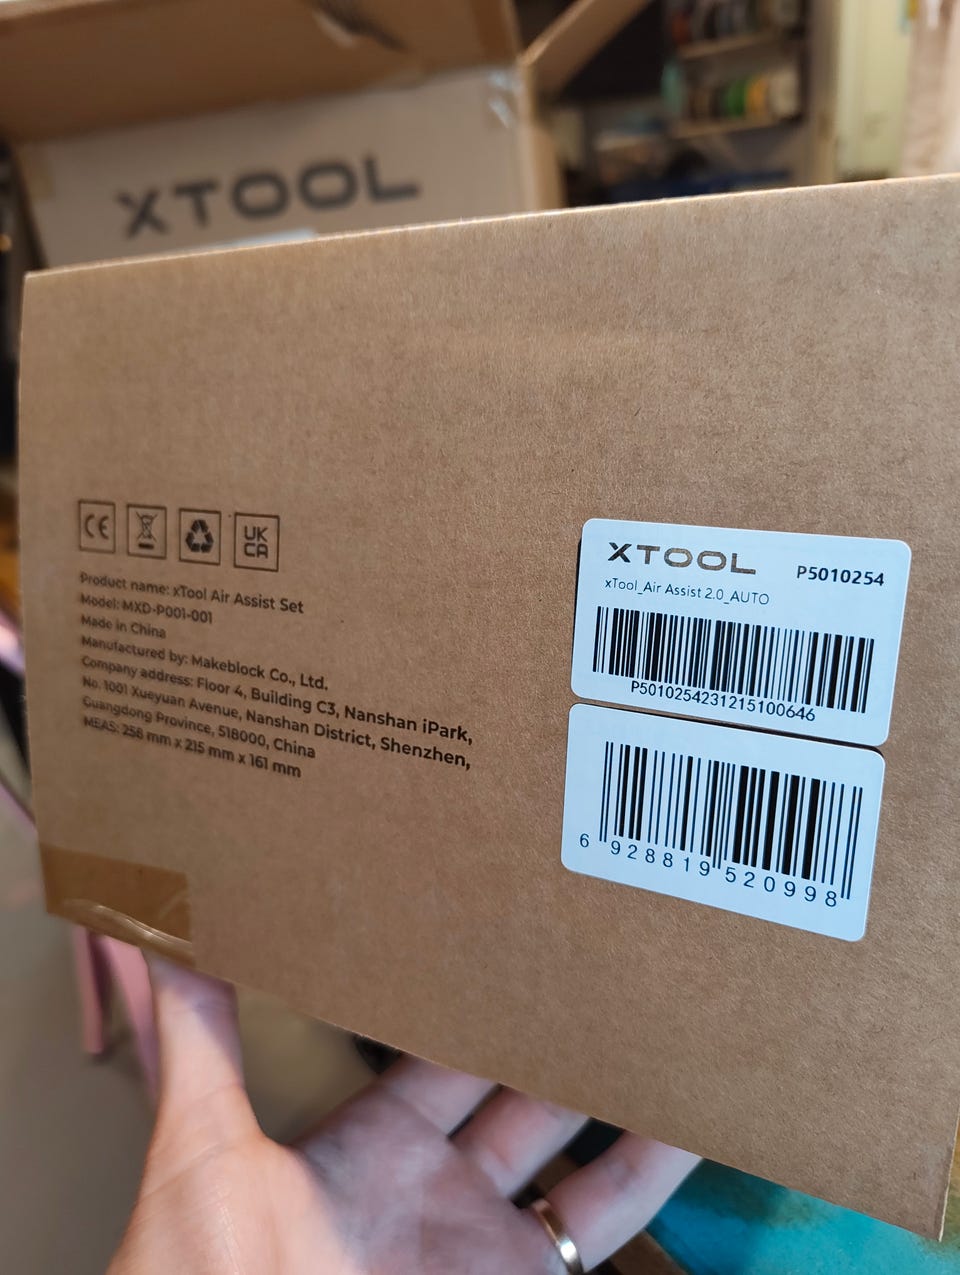 XTOOL
CE
UK
CA
Product name: xTool Air Assist Set
Model: MXD-P001-001
Made in China
Manufactured by: Makeblock Co., Ltd.
Company address: Floor 4, Building C3, Nanshan iPark,
No. 1001 Xueyuan Avenue, Nanshan District, Shenzhen,
Guangdong Province, 518000, China
MEAS: 258 mm x 215 mm x 161 mm
XTOOL P5010254
xTool_Air Assist 2.0_AUTO
P5010254231215100646
6 928819 520998